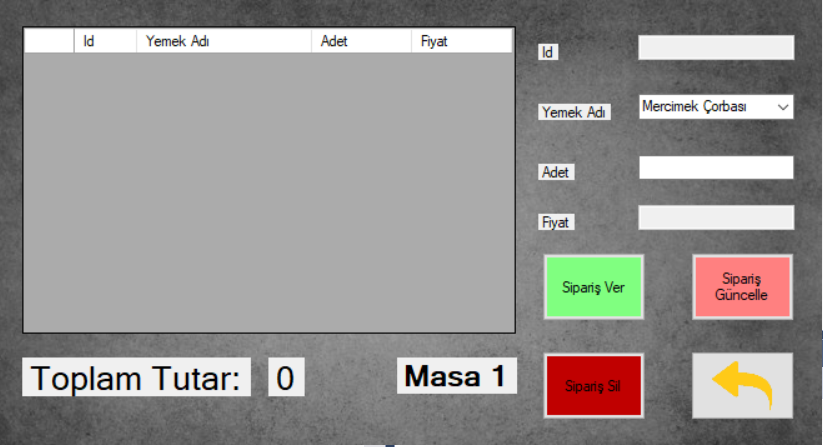 Id Yemek Adı Adet Fiyat
Id
Yemek Adı Mercimek Çorbası
Adet
Fiyat
Sipariş Ver
Sipariş
Güncelle
Toplam Tutar: 0
Masa 1
Sipariş Sil